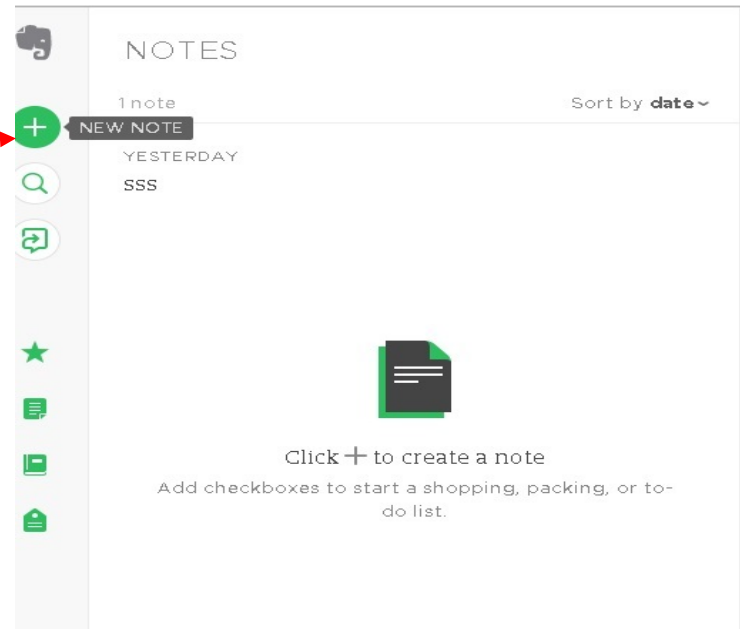 NOTES
1 note
Sort by date
NEW NOTE
YESTERDAY
sss
Click + to create a note
Add checkboxes to start a shopping, packing, or to-
do list.